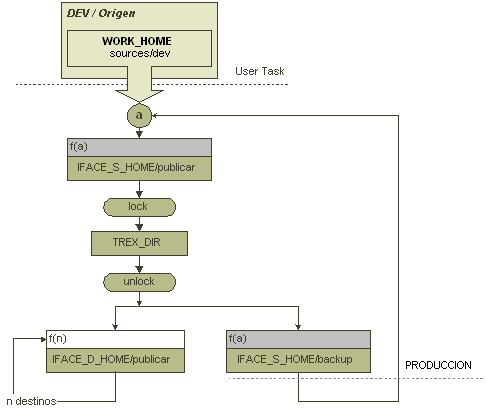 DEV / Origen
WORK_HOME
sources/dev
User Task
a
f(a)
IFACE_S_HOME/publicar
lock
TREX_DIR
unlock
f(n)
IFACE_D_HOME/publicar
f(a)
IFACE_S_HOME/backup
PRODUCCION
n destinos